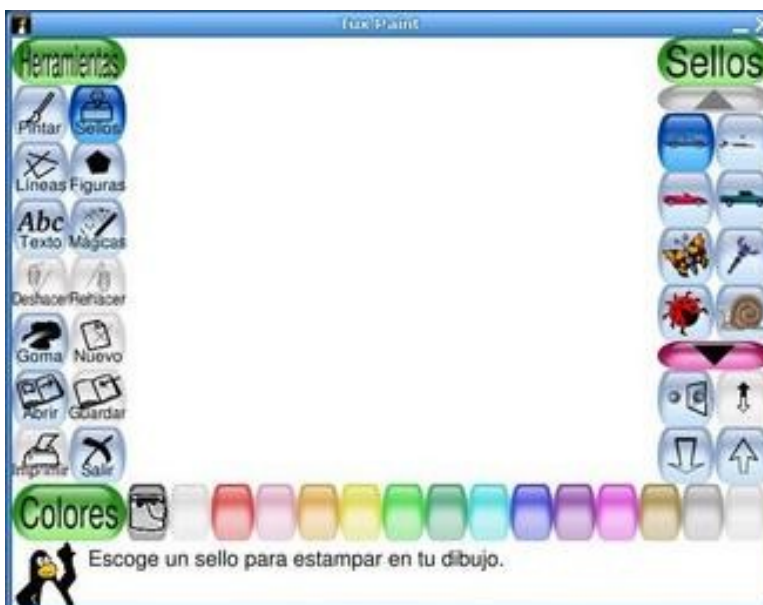 Tux Paint
Herramientas
Sellos
Pintar Sellos
Líneas Figuras
Abc
Texto Mágicas
Deshacer Rehacer
Goma Nuevo
Abrir Guardar
Imprimir Salir
Colores
Escoge un sello para estampar en tu dibujo.